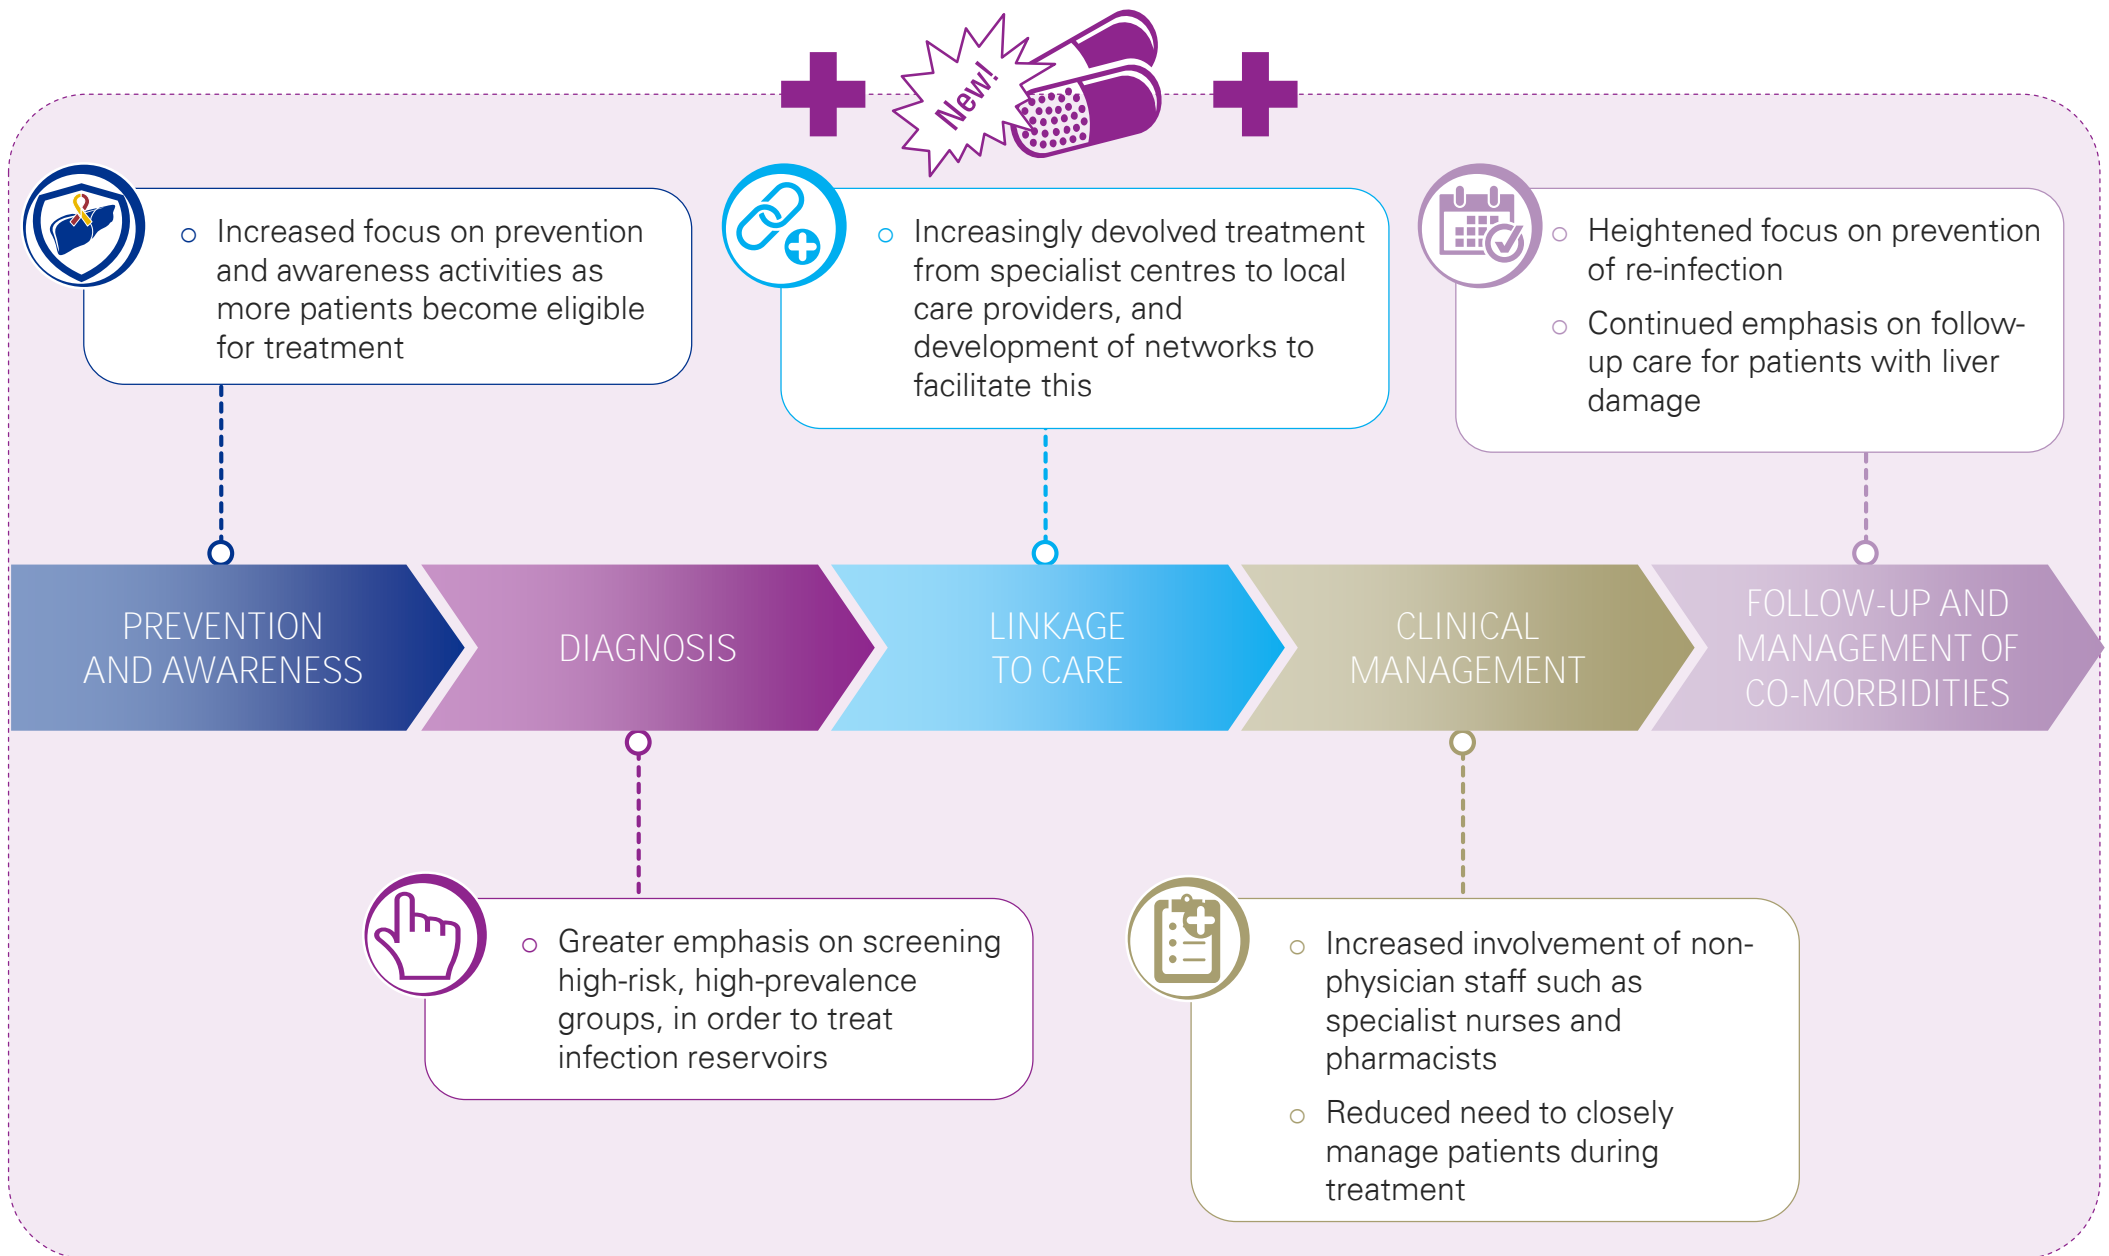 New!
Increased focus on prevention
and awareness activities as
more patients become eligible
for treatment
Increasingly devolved treatment
from specialist centres to local
care providers, and
development of networks to
facilitate this
Heightened focus on prevention
of re-infection
Continued emphasis on follow-
up care for patients with liver
damage
PREVENTION
AND AWARENESS
DIAGNOSIS
LINKAGE
TO CARE
CLINICAL
MANAGEMENT
FOLLOW-UP AND
MANAGEMENT OF
CO-MORBIDITIES
Greater emphasis on screening
high-risk, high-prevalence
groups, in order to treat
infection reservoirs
Increased involvement of non-
physician staff such as
specialist nurses and
pharmacists
Reduced need to closely
manage patients during
treatment